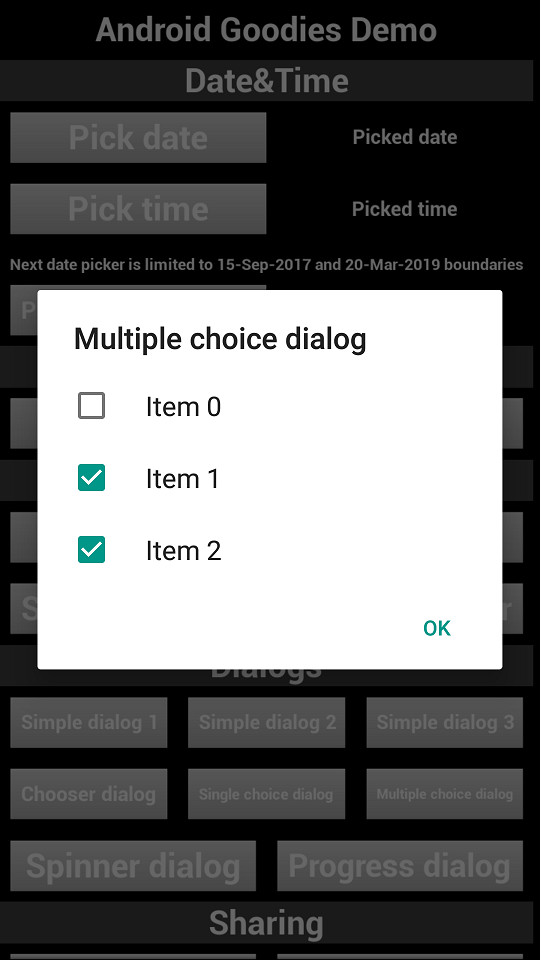 Android Goodies Demo
Date&Time
Pick date
Picked date
Pick time
Picked time
Next date picker is limited to 15-Sep-2017 and 20-Mar-2019 boundaries
Multiple choice dialog
Item 0
Item 1
Item 2
OK
Dialogs
Simple dialog 1
Simple dialog 2
Simple dialog 3
Chooser dialog
Single choice dialog
Multiple choice dialog
Spinner dialog
Progress dialog
Sharing